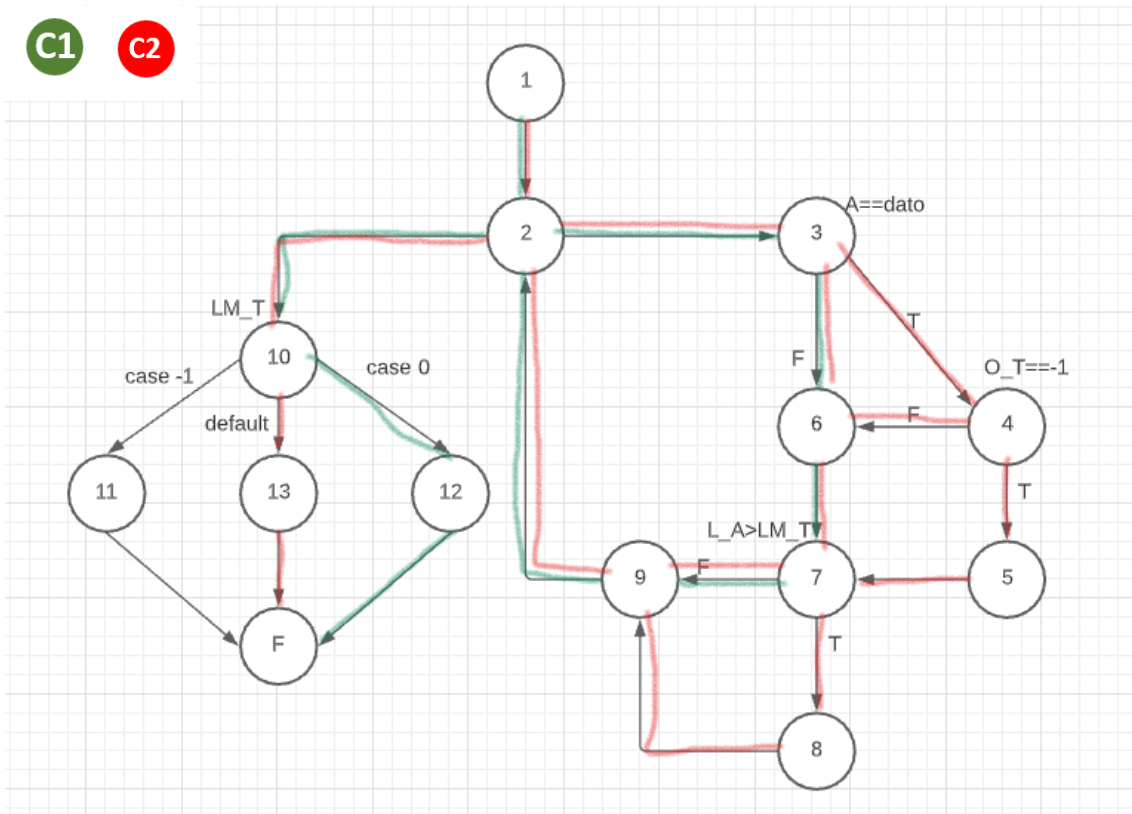 C1 C2
1
2
3
A==dato
LM_T
T
F
O_T==-1
10
case -1
case 0
default
6
F
4
11
13
12
T
L_A>LM_T
9
F
7
5
F
T
8